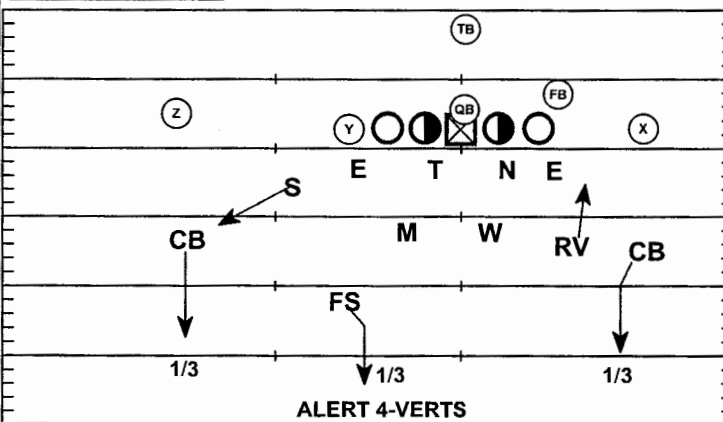 TB
FB
Z QB
Y X
E T N E
S
M W
CB RV CB
FS
1/3 1/3 1/3
ALERT 4-VERTS